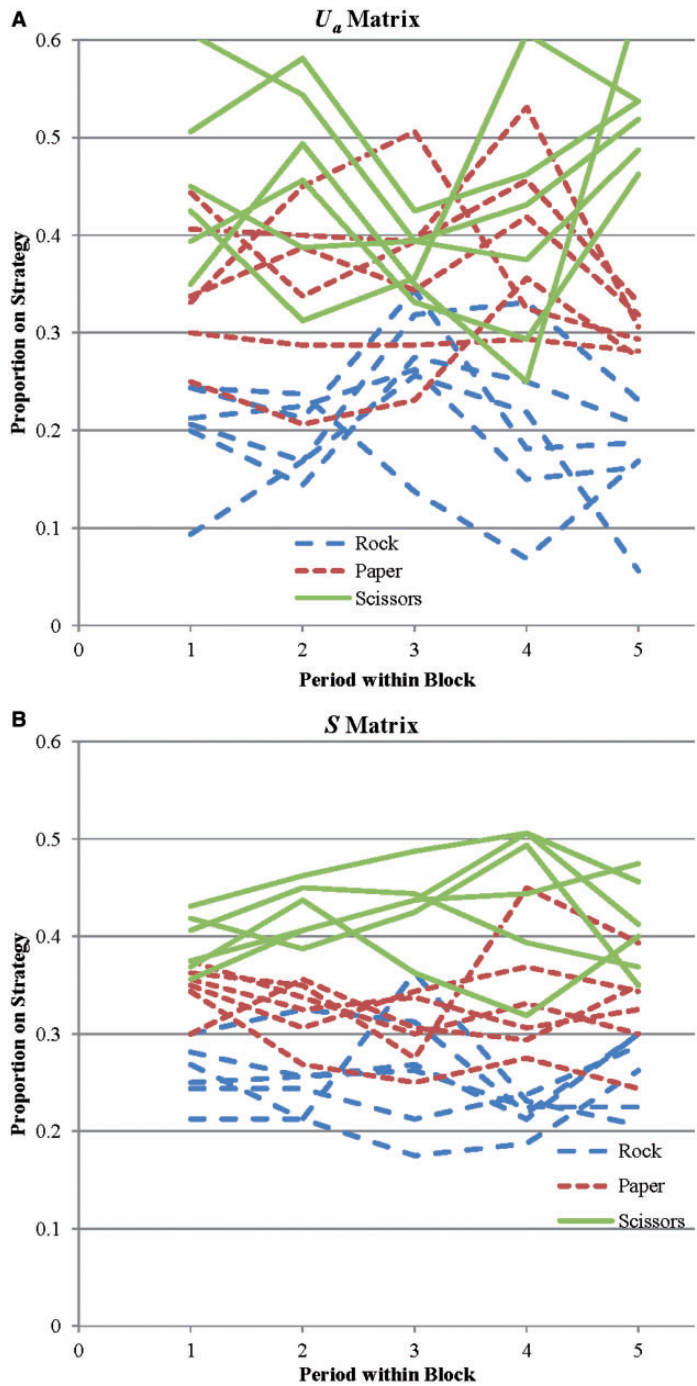 A
U_a Matrix
0.6
0.5
0.4
0.3
0.2
0.1
0
Proportion on Strategy
Rock
Paper
Scissors
0 1 2 3 4 5
Period within Block
B
S Matrix
0.6
0.5
0.4
0.3
0.2
0.1
0
Proportion on Strategy
Rock
Paper
Scissors
0 1 2 3 4 5
Period within Block